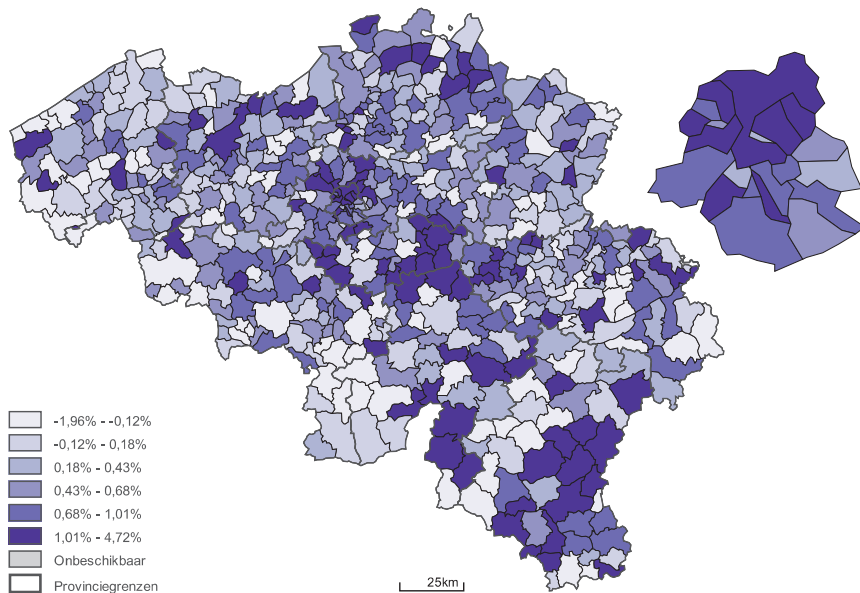 -1,96% - -0,12%
-0,12% - 0,18%
0,18% - 0,43%
0,43% - 0,68%
0,68% - 1,01%
1,01% - 4,72%
Onbeschikbaar
Provinciegrenzen
25km